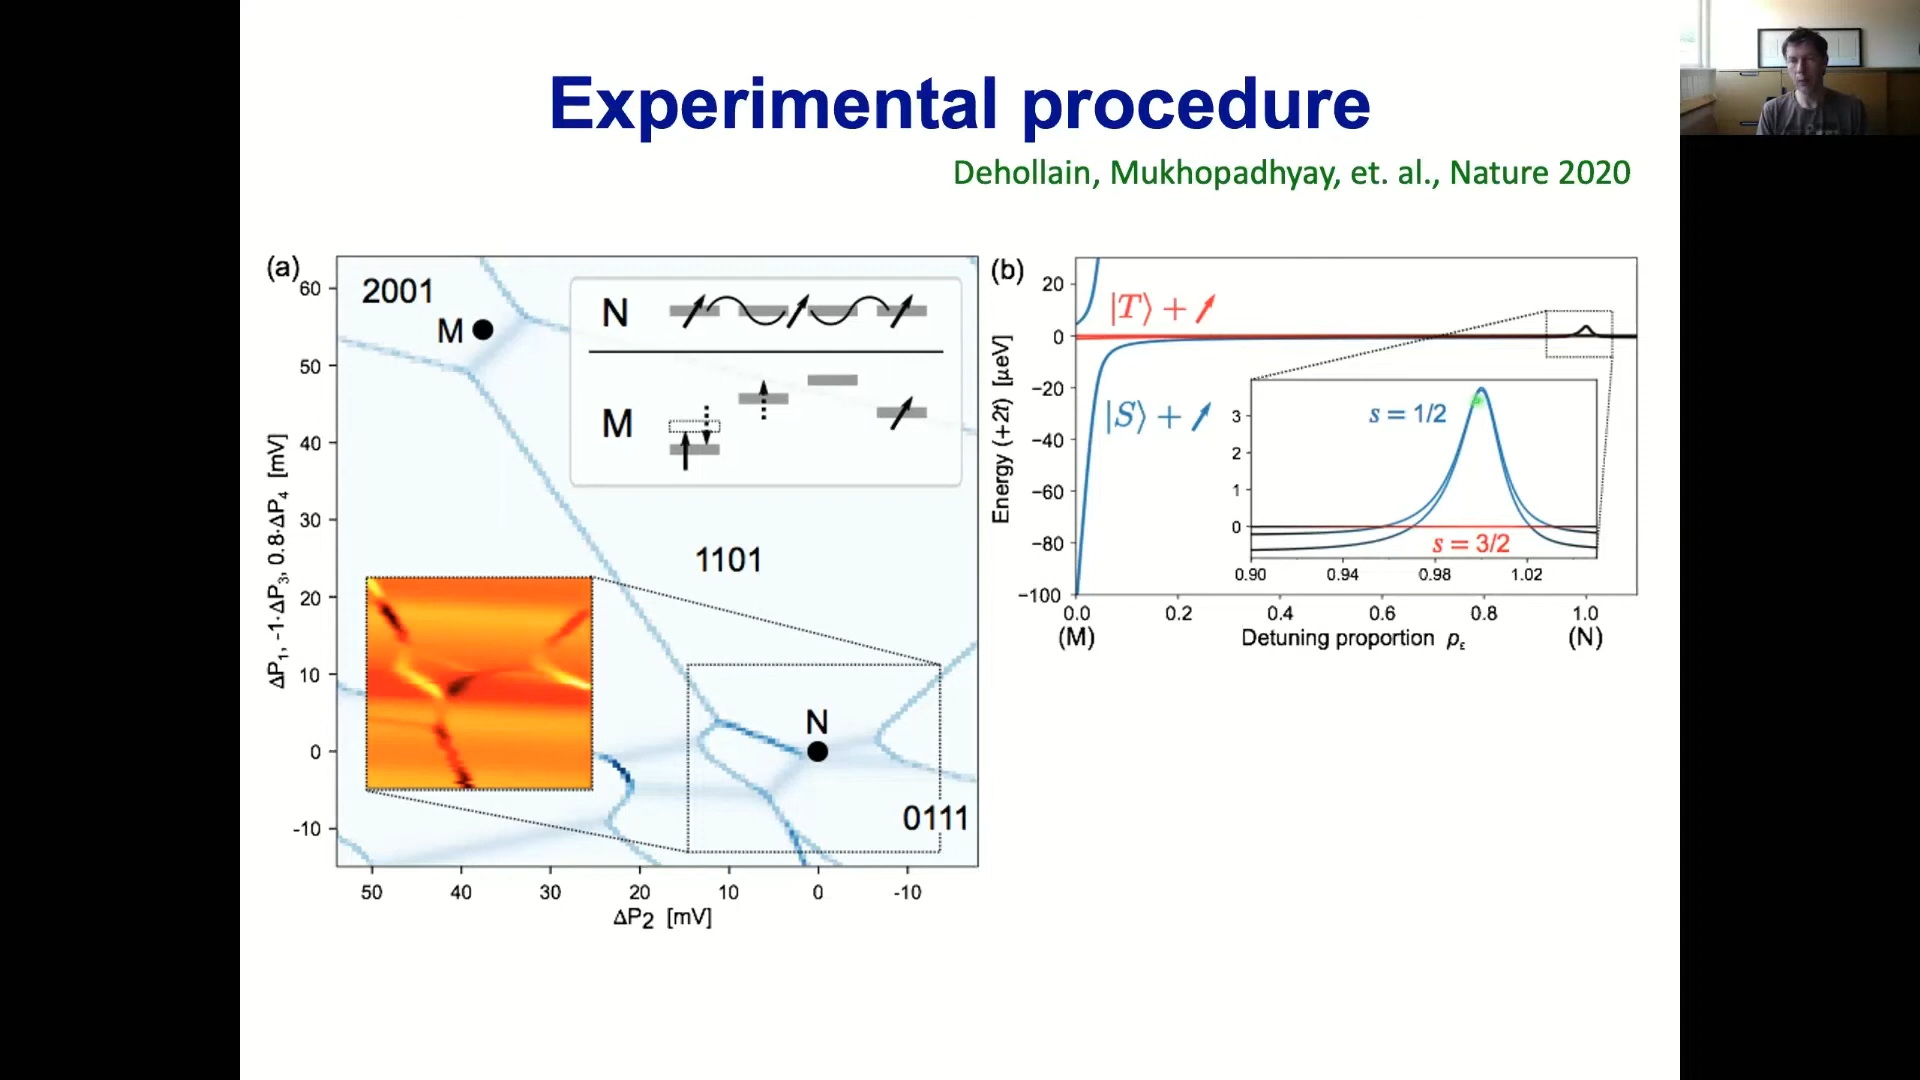 Experimental procedure
Dehollain, Mukhopadhyay, et. al., Nature 2020
(a)
60
50
40
30
20
10
0
-10
ΔP₁, -1·ΔP₃, 0.8·ΔP₄ [mV]
2001
M
N
M
1101
N
0111
50 40 30 20 10 0 -10
ΔP2 [mV]
(b)
20
0
−20
−40
−60
−80
−100
Energy (+2t) [μeV]
|T⟩ +
|S⟩ +
3
2
1
0
s = 1/2
s = 3/2
0.90 0.94 0.98 1.02
0.0 0.2 0.4 0.6 0.8 1.0
(M) Detuning proportion pε (N)